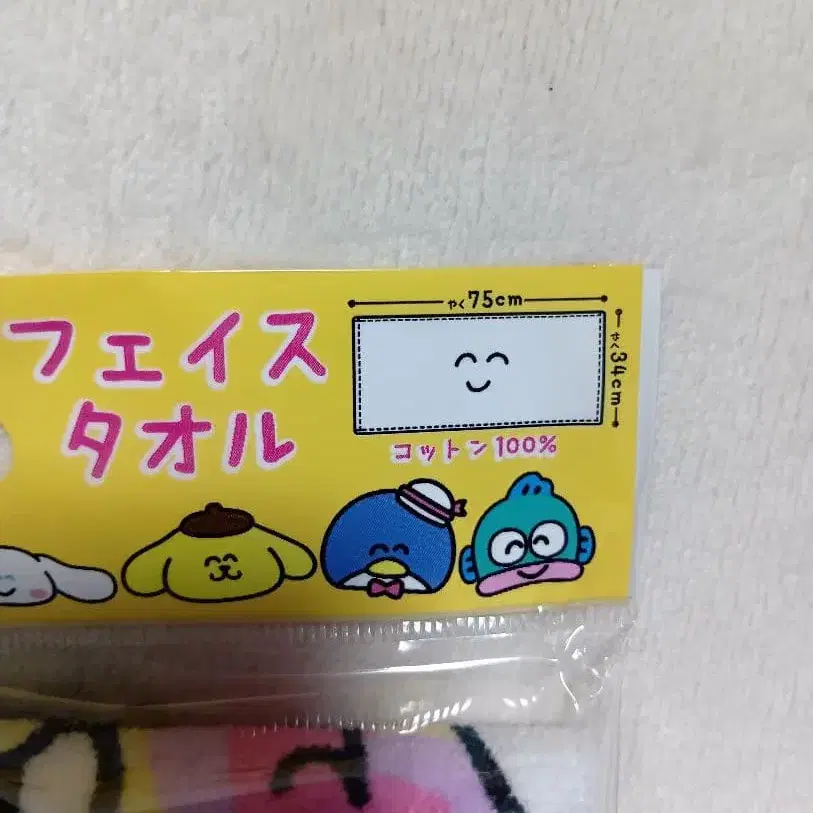 フェイス
タオル
やく75cm
やく34cm
コットン100%